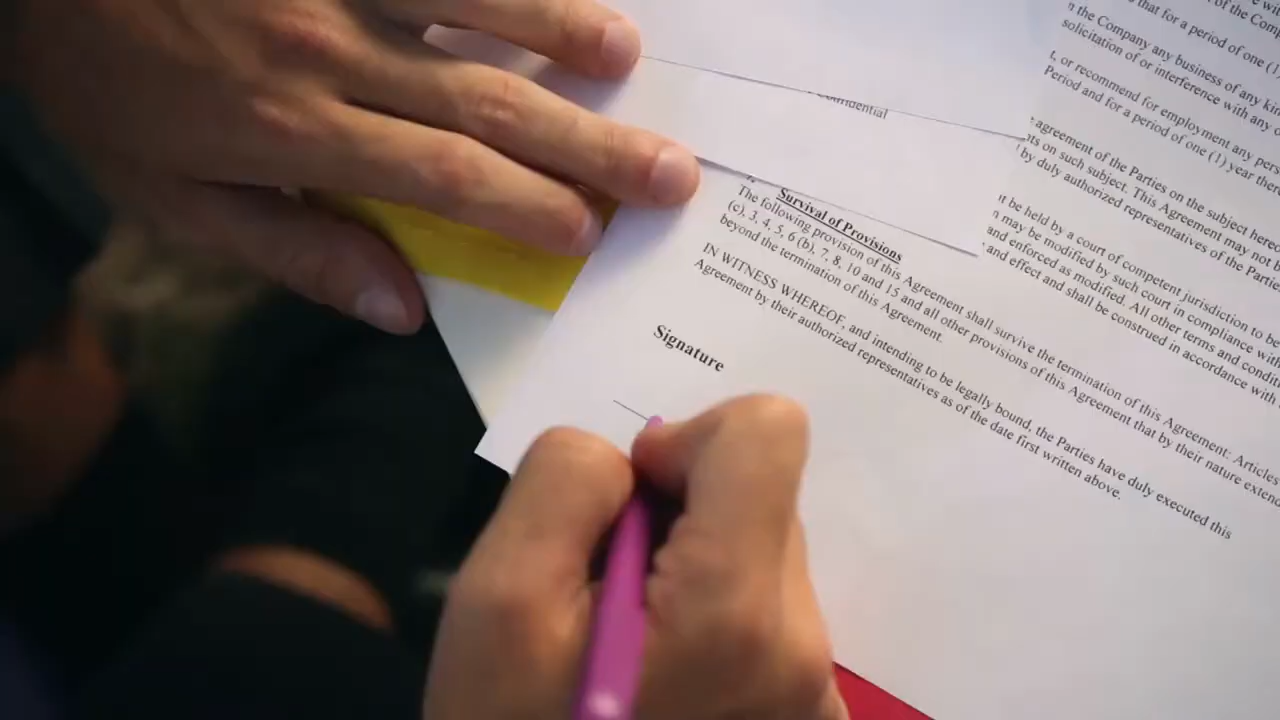 that for a period of one (1)
n the Company any business of any kin
solicitation of or interference with any o
t, or recommend for employment any pers
Period and for a period of one (1) year ther
agreement of the Parties on the subject here
nts on such subject. This Agreement may not
by duly authorized representatives of the Partie
nt be held by a court of competent jurisdiction to be
n may be modified by such court in compliance with
and enforced as modified. All other terms and condit
and effect and shall be construed in accordance with
Confidential
Survival of Provisions
The following provision of this Agreement shall survive the termination of this Agreement: Articles
(c), 3, 4, 5, 6 (b), 7, 8, 10 and 15 and all other provisions of this Agreement that by their nature extend
beyond the termination of this Agreement.
IN WITNESS WHEREOF, and intending to be legally bound, the Parties have duly executed this
Agreement by their authorized representatives as of the date first written above.
Signature